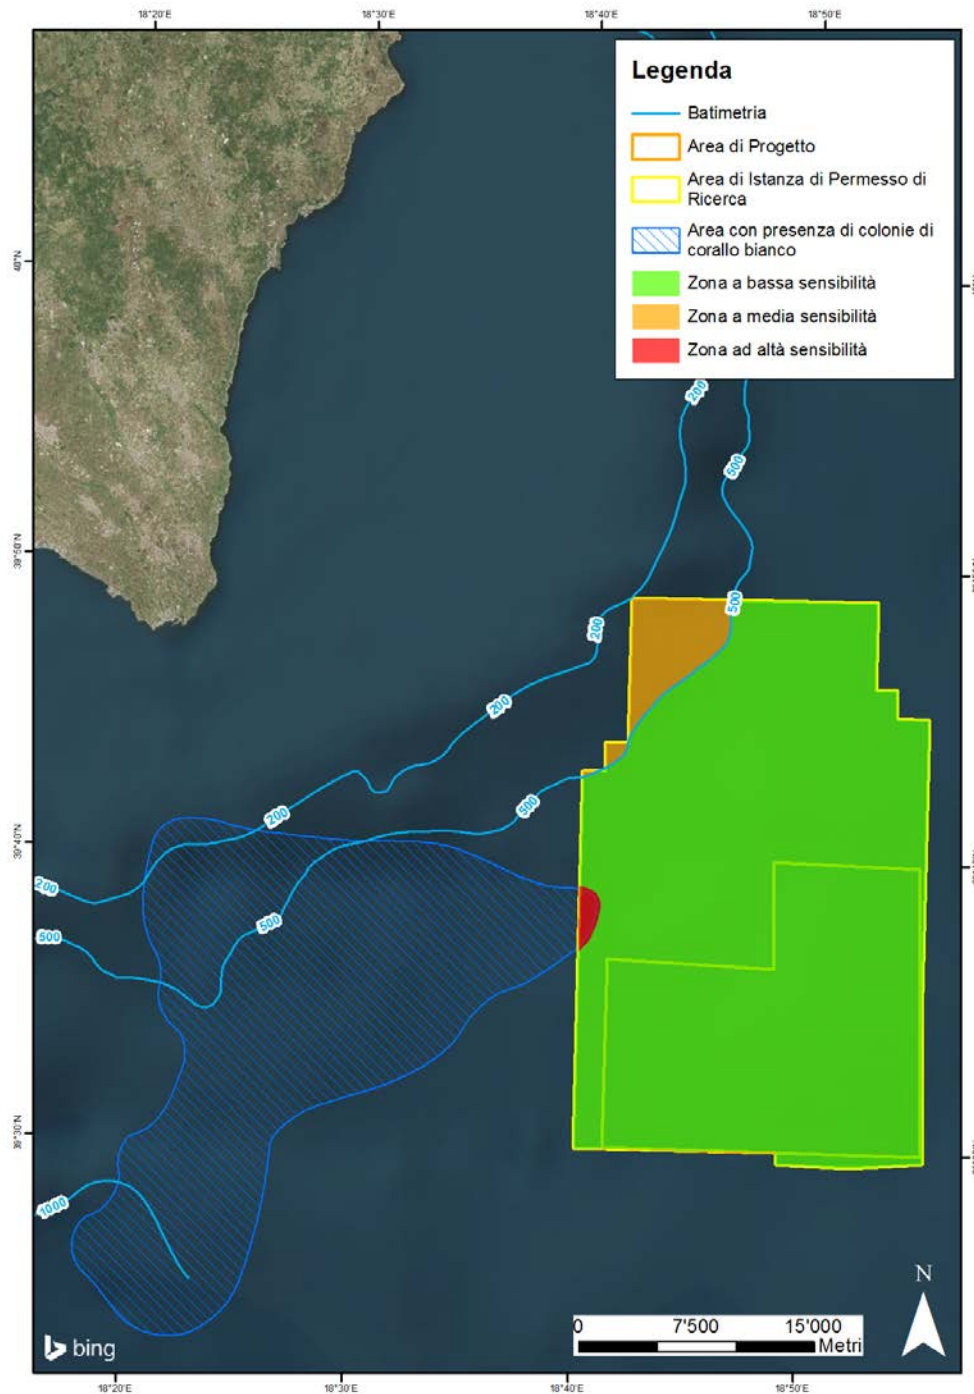 18°20'E 18°30'E 18°40'E 18°50'E
Legenda
Batimetria
Area di Progetto
Area di Istanza di Permesso di
Ricerca
Area con presenza di colonie di
corallo bianco
Zona a bassa sensibilità
Zona a media sensibilità
Zona ad altà sensibilità
200
500
39°50'N
500
200
200
500
200
39°40'N
200
500
500
39°30'N
1000
N
0 7'500 15'000
Metri
bing
18°20'E 18°30'E 18°40'E 18°50'E